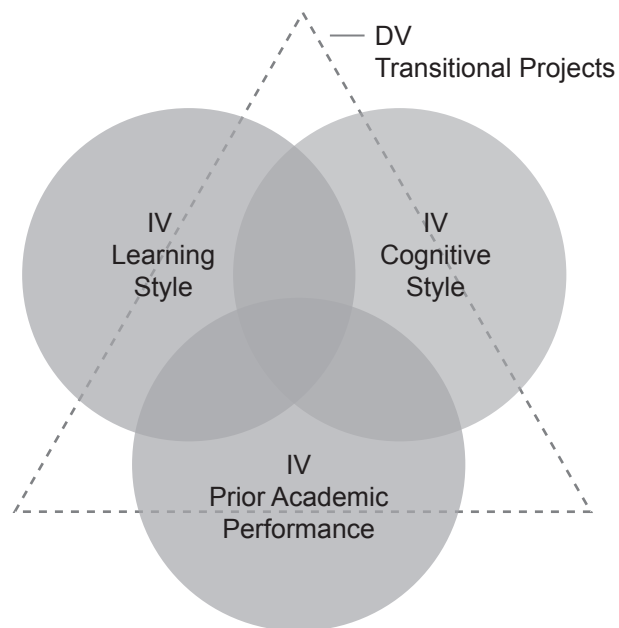 DV
Transitional Projects
IV
Learning
Style
IV
Cognitive
Style
IV
Prior Academic
Performance